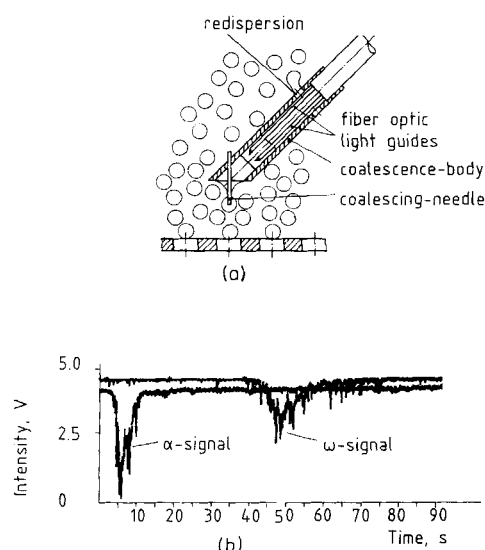 redispersion
fiber optic
light guides
coalescence-body
coalescing-needle
(a)
5.0
2.5
0
Intensity, V
α-signal
ω-signal
10 20 30 40 50 60 70 80 90
Time, s
(b)